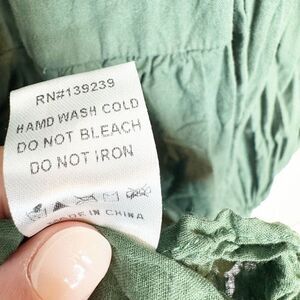 RN#139239
HAND WASH COLD
DO NOT BLEACH
DO NOT IRON
MADE IN CHINA